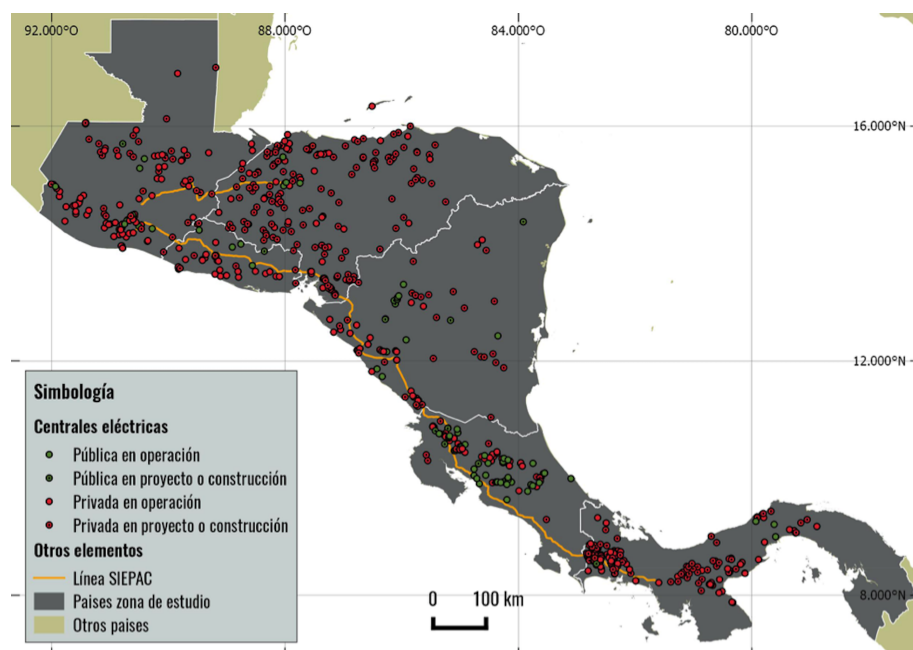 92.000°O 88.000°O 84.000°O 80.000°O
16.000°N
12.000°N
Simbología
Centrales eléctricas
Pública en operación
Pública en proyecto o construcción
Privada en operación
Privada en proyecto o construcción
Otros elementos
Línea SIEPAC
Paises zona de estudio
Otros paises
0 100 km
8.000°N